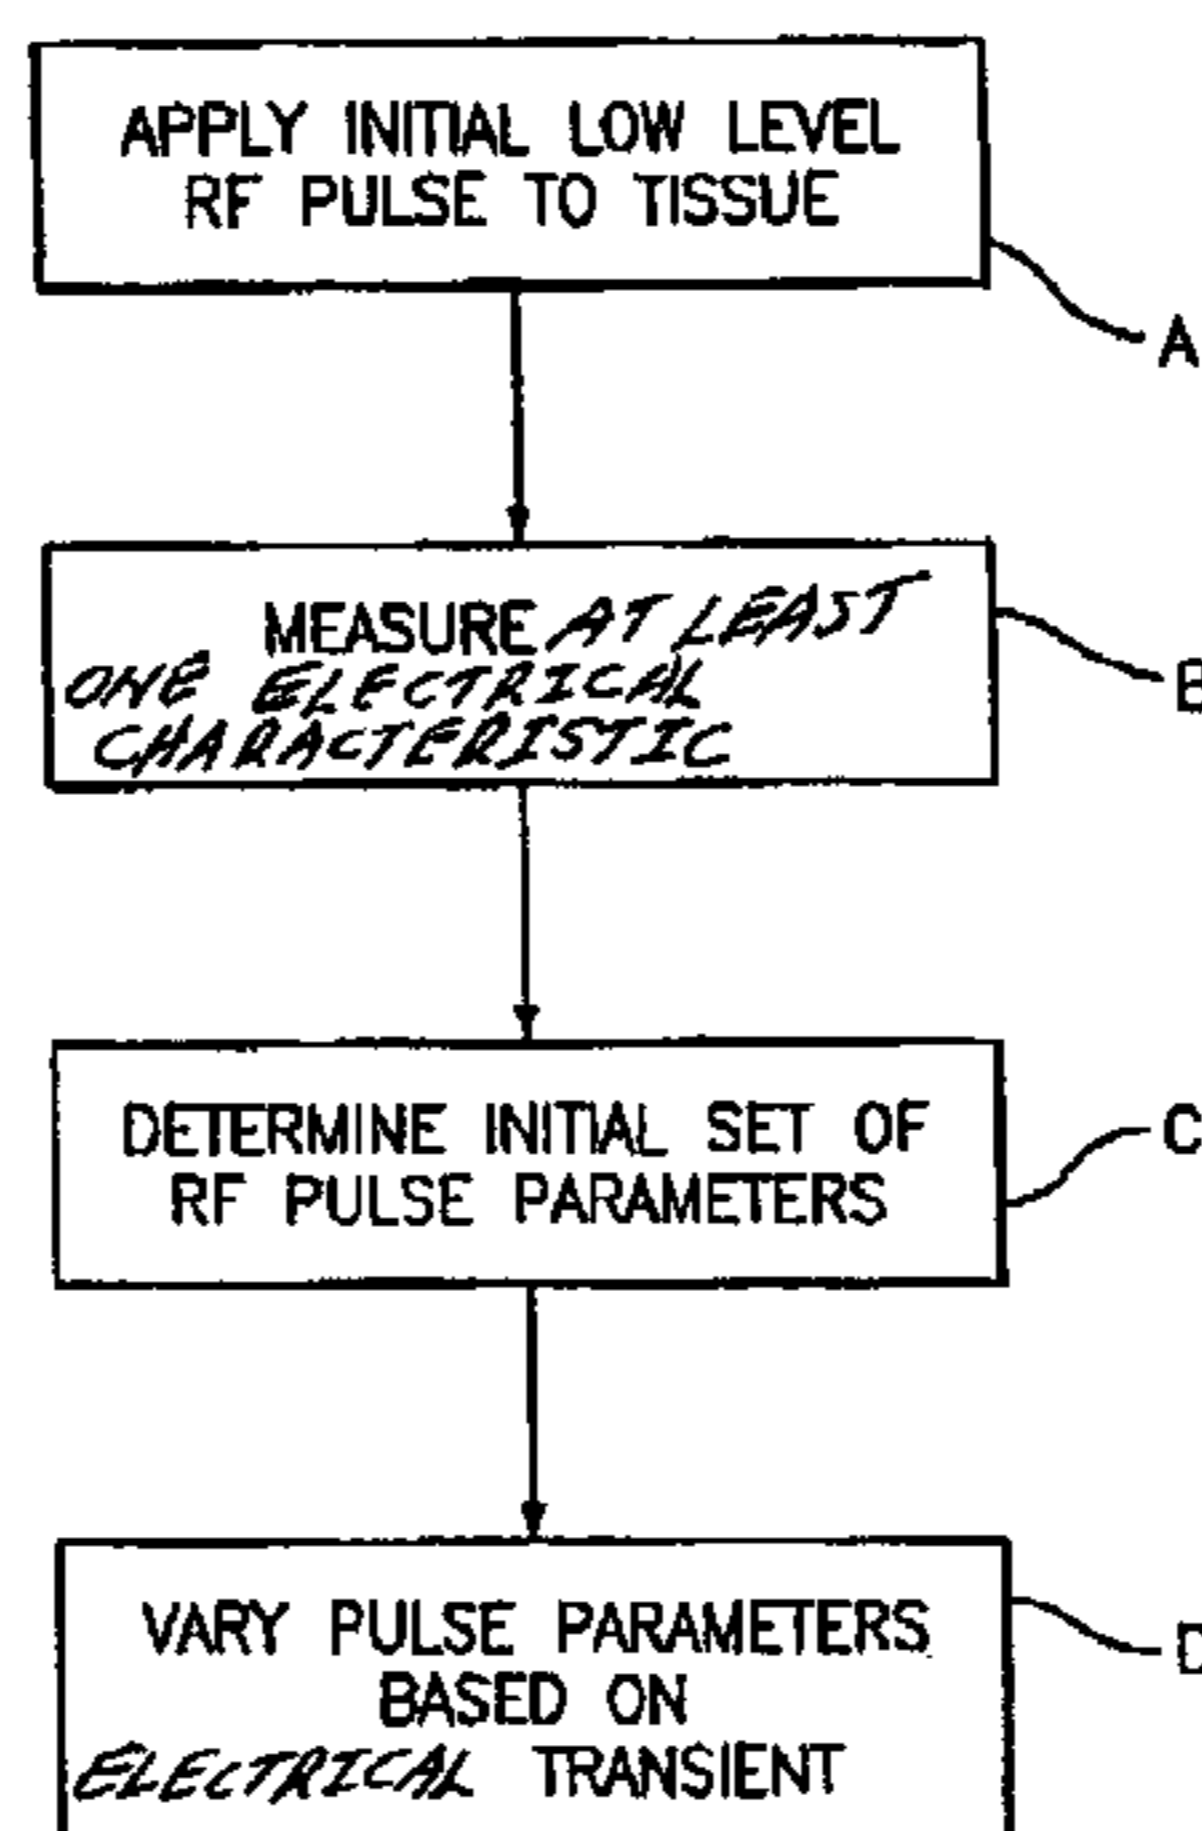 APPLY INITIAL LOW LEVEL
RF PULSE TO TISSUE
A
MEASURE AT LEAST
ONE ELECTRICAL
CHARACTERISTIC
B
DETERMINE INITIAL SET OF
RF PULSE PARAMETERS
C
VARY PULSE PARAMETERS
BASED ON
ELECTRICAL TRANSIENT
D